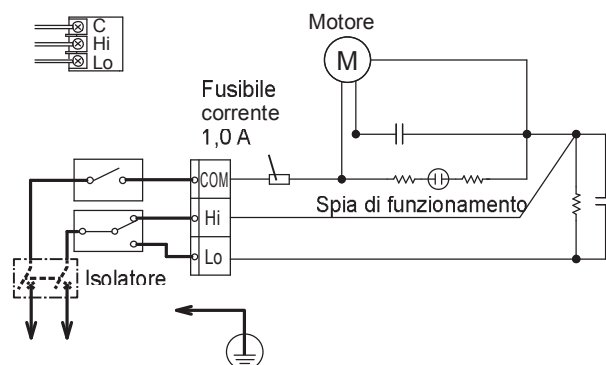 C
Hi
Lo
Motore
M
Fusibile
corrente
1,0 A
COM
Spia di funzionamento
Hi
Lo
Isolatore